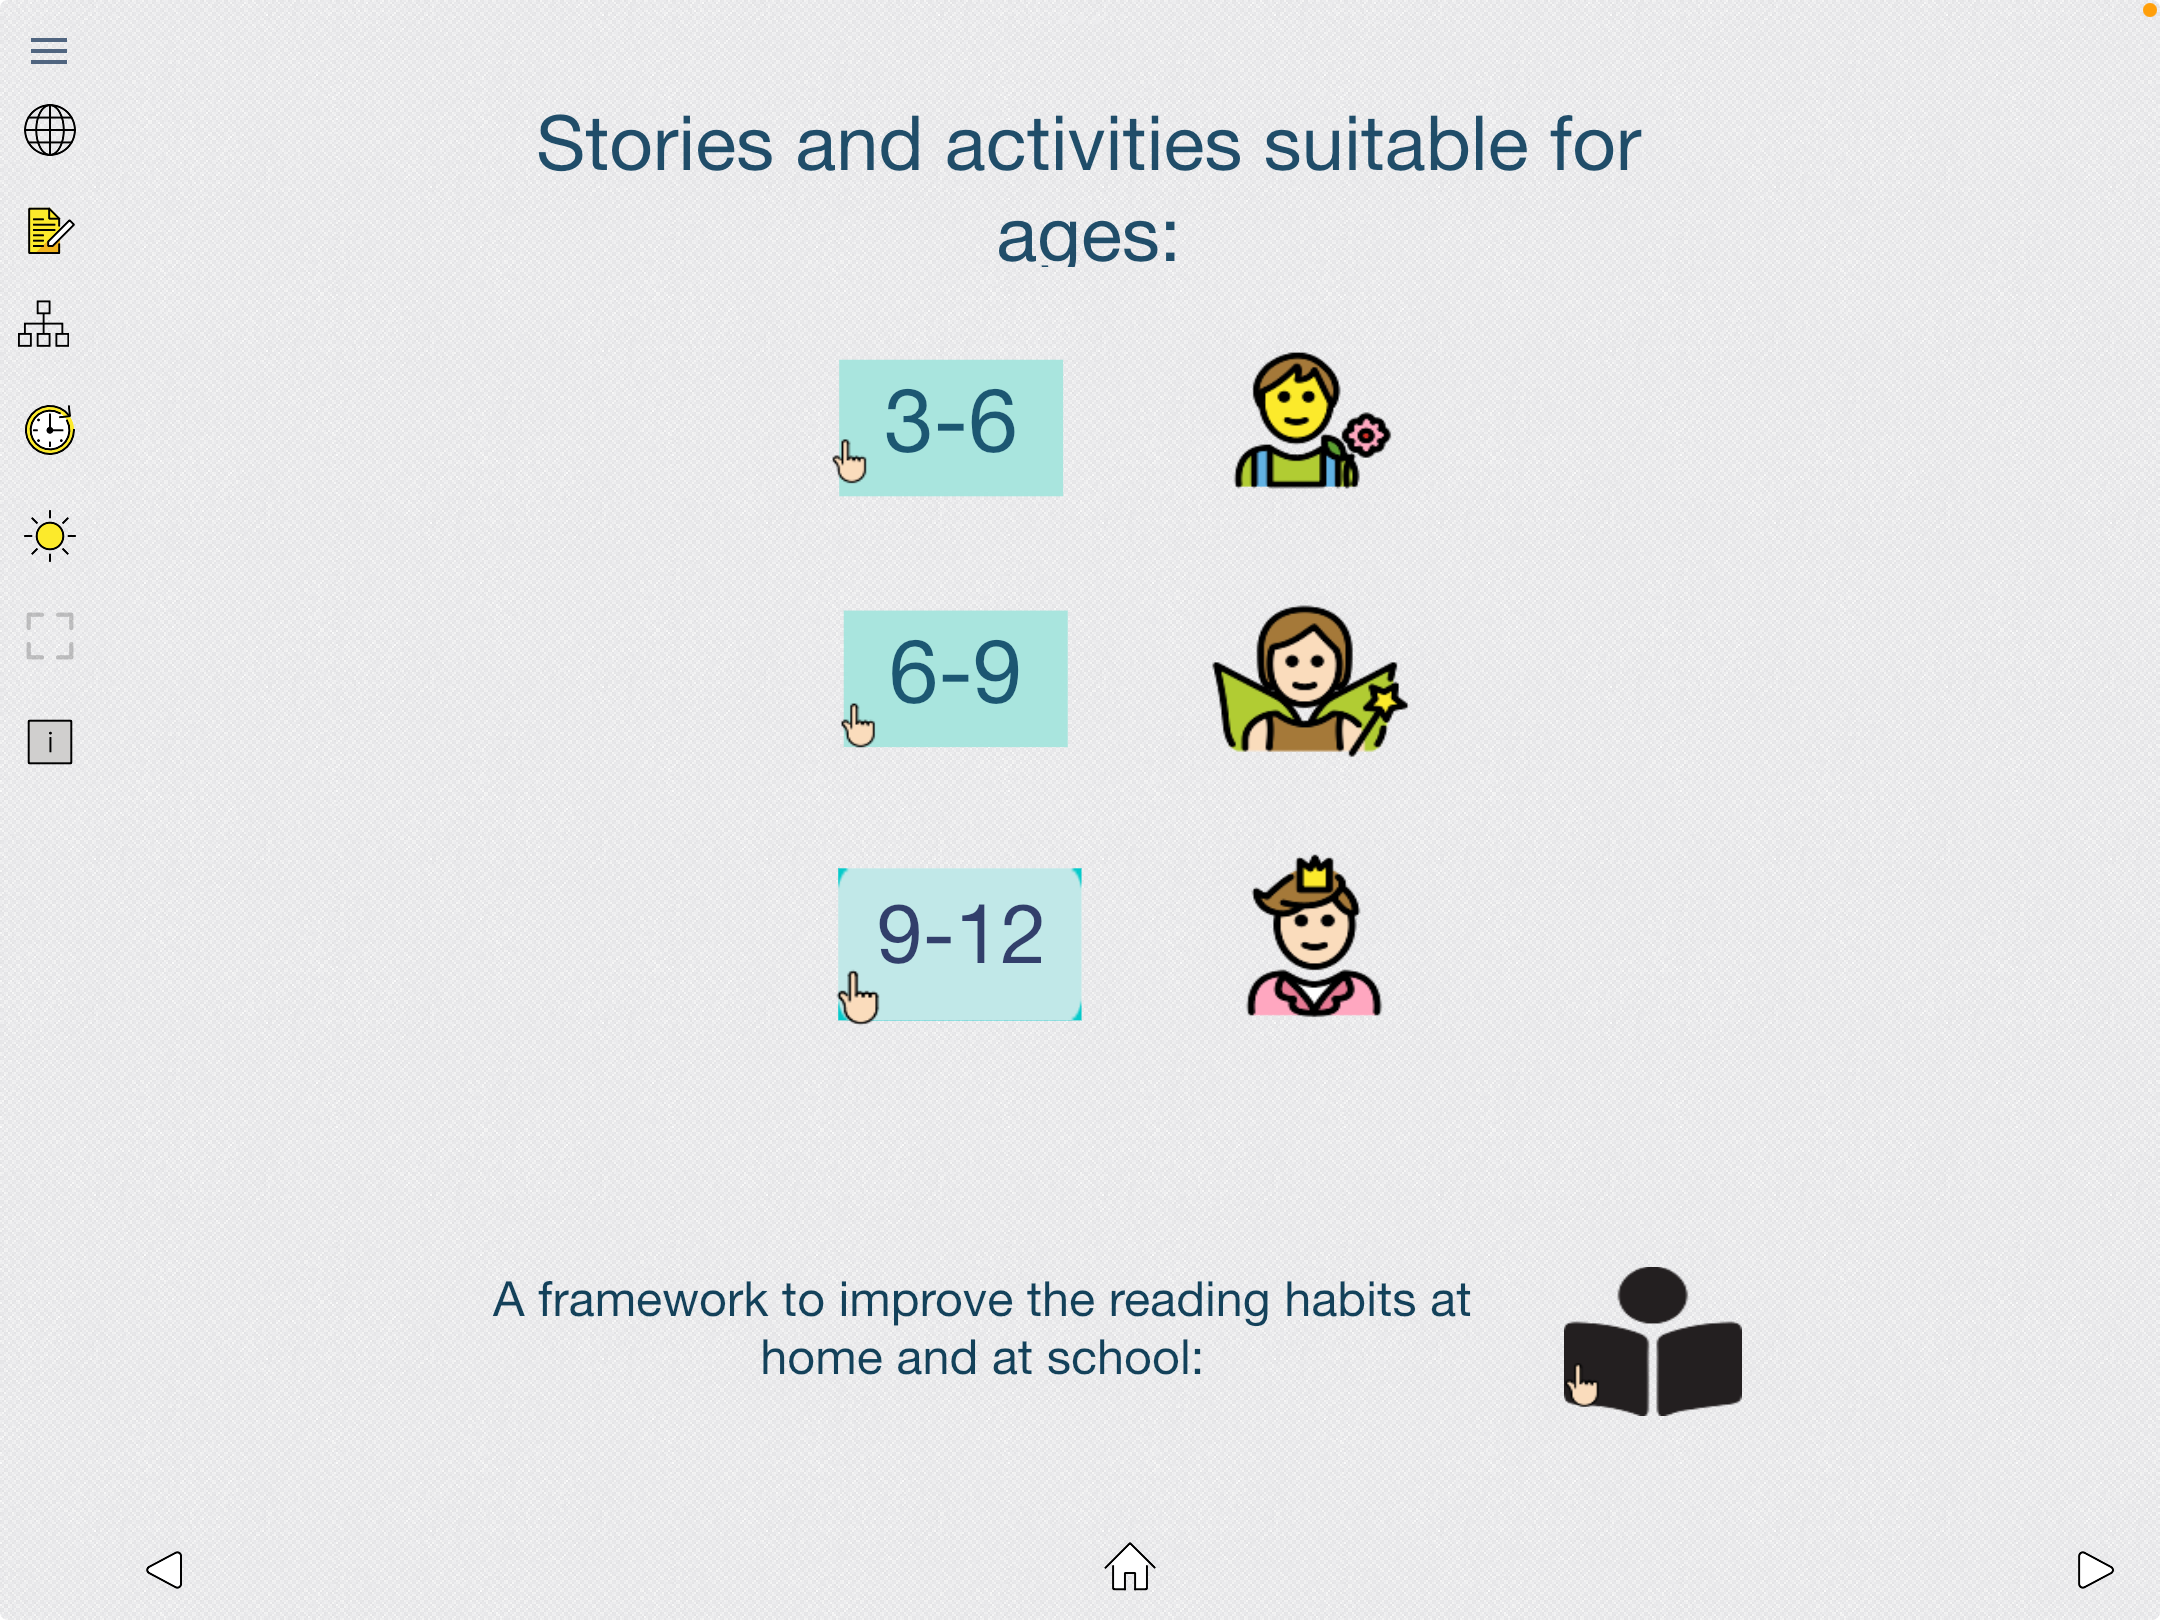 Stories and activities suitable for
ages:
3-6
6-9
9-12
A framework to improve the reading habits at
home and at school:
i